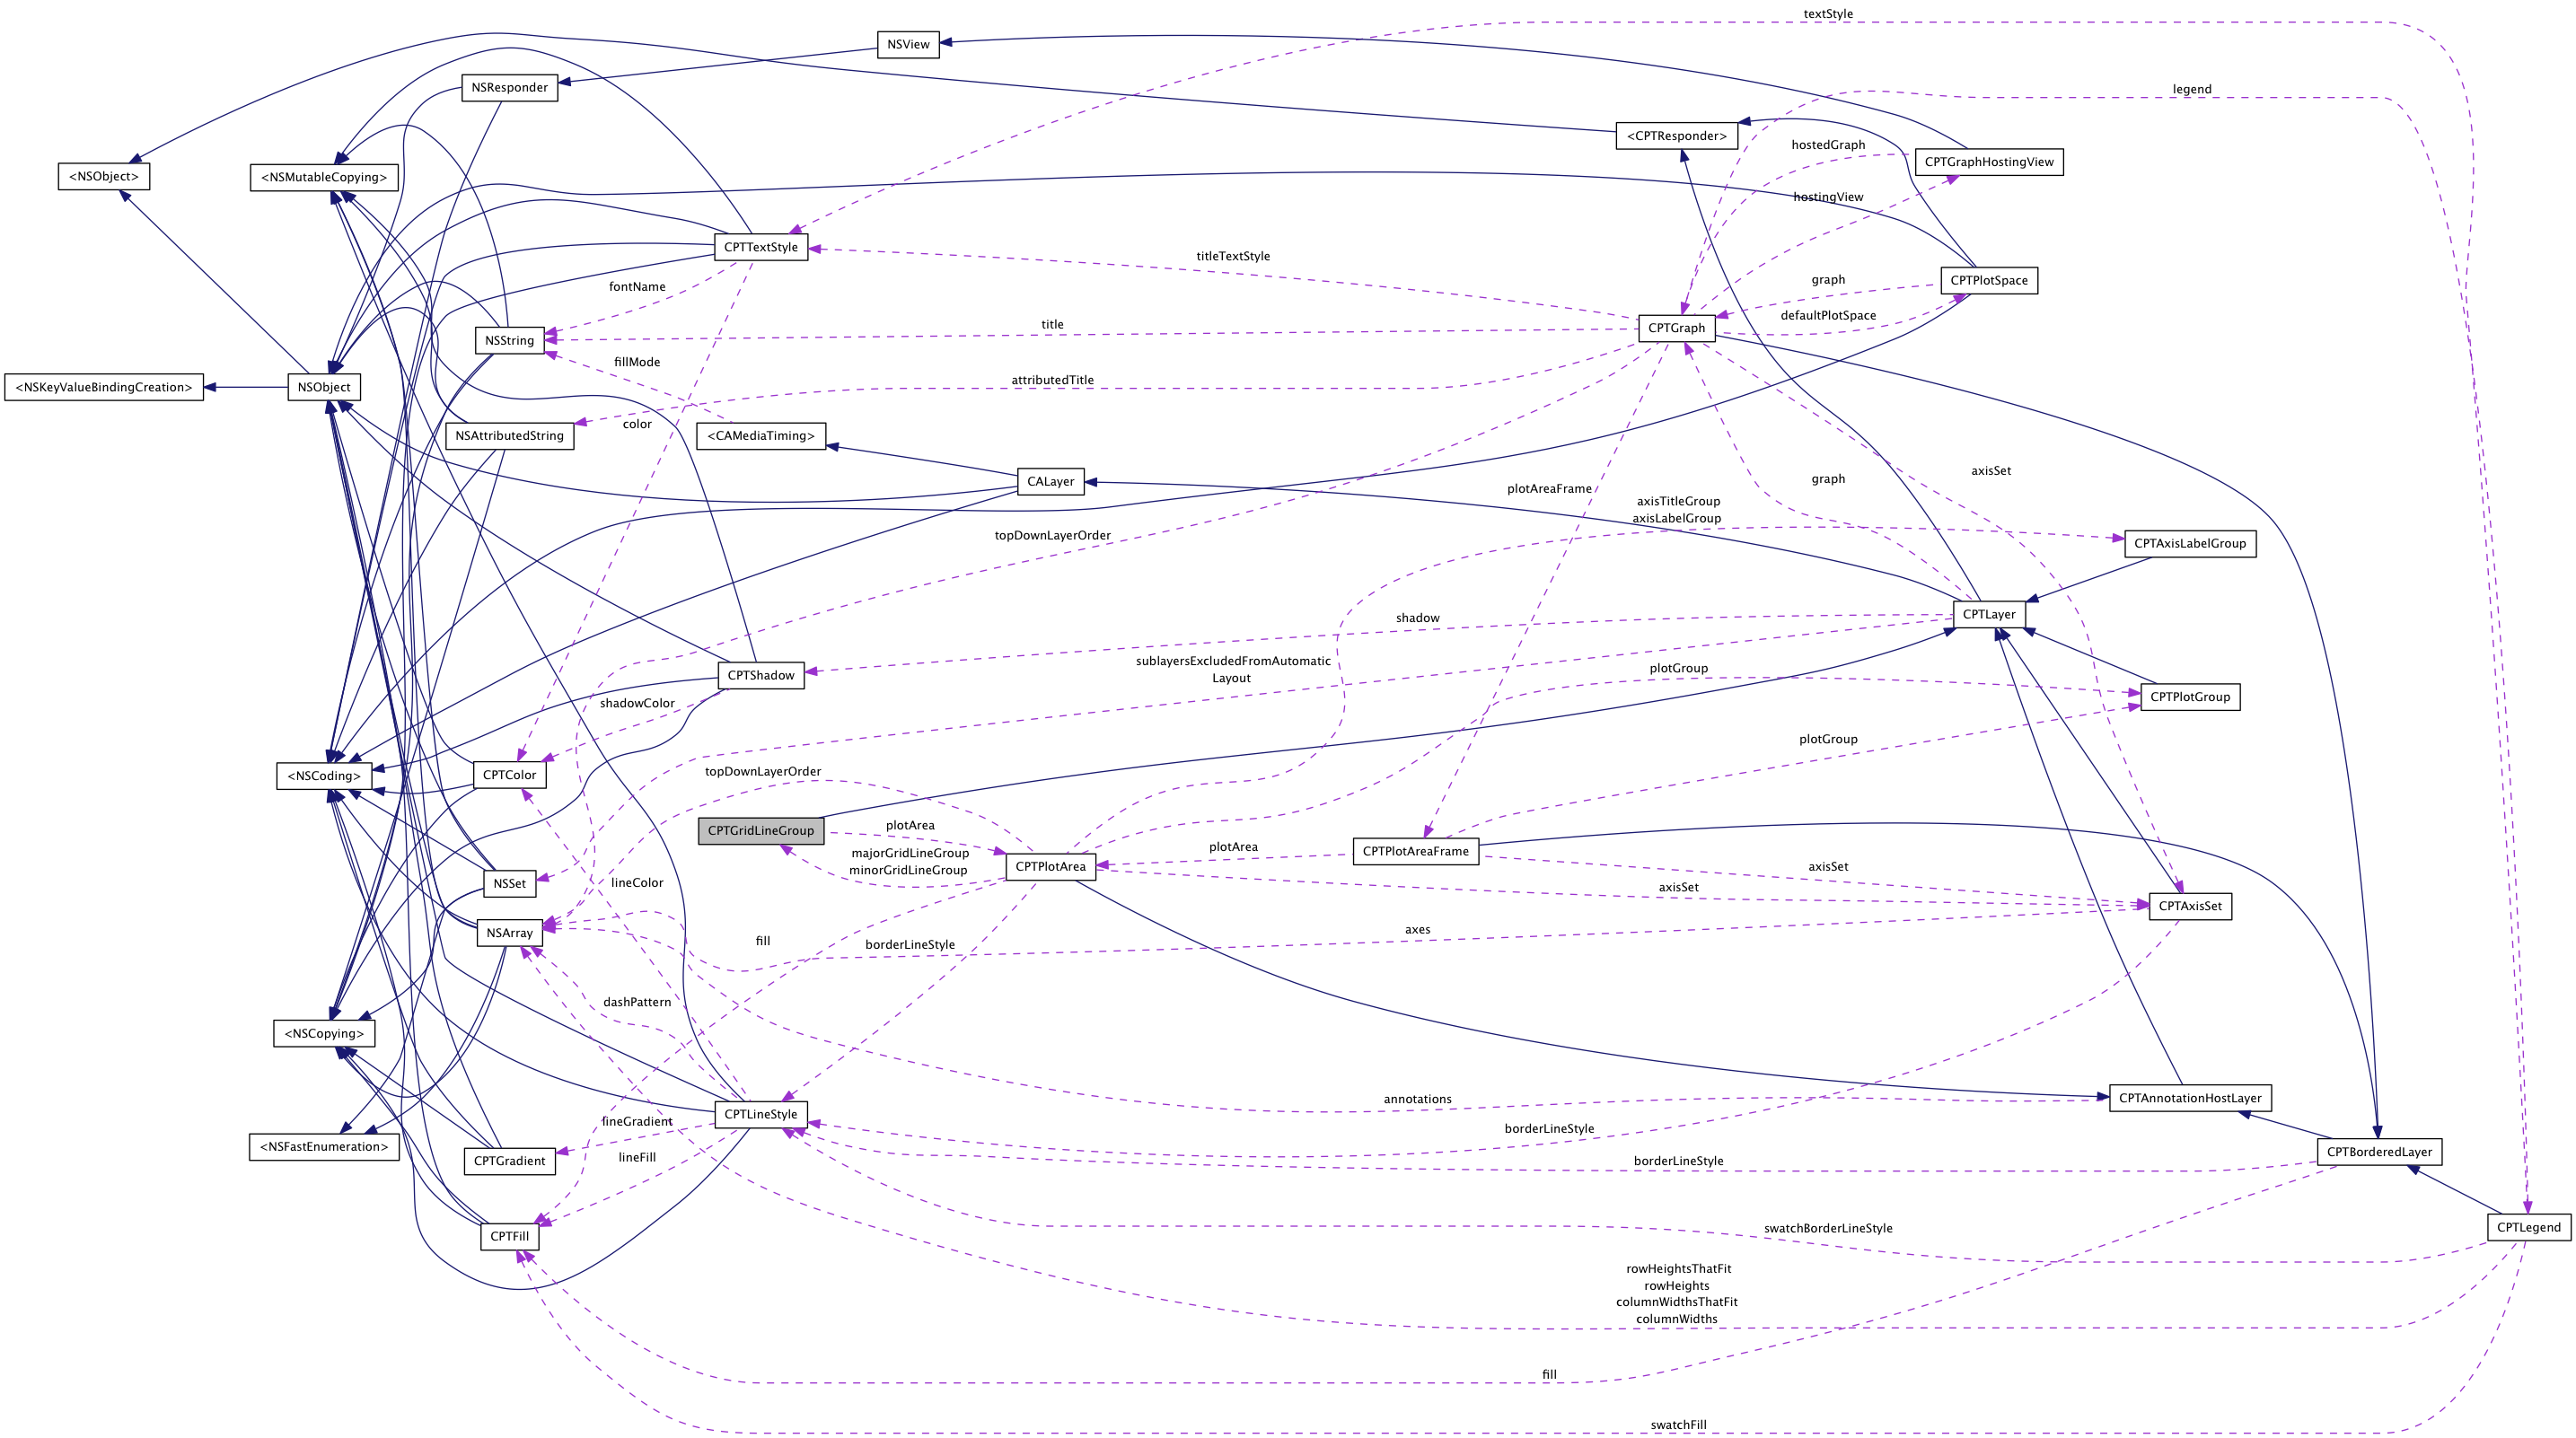 textStyle
NSView
NSResponder
legend
<CPTResponder>
hostedGraph
CPTGraphHostingView
<NSObject>
<NSMutableCopying>
hostingView
CPTTextStyle
titleTextStyle
fontName
graph
CPTPlotSpace
defaultPlotSpace
title
CPTGraph
NSString
fillMode
attributedTitle
<NSKeyValueBindingCreation>
NSObject
color
NSAttributedString
<CAMediaTiming>
axisSet
CALayer
graph
plotAreaFrame
axisTitleGroup
axisLabelGroup
topDownLayerOrder
CPTAxisLabelGroup
CPTLayer
shadow
sublayersExcludedFromAutomatic
Layout
plotGroup
CPTShadow
shadowColor
CPTPlotGroup
plotGroup
<NSCoding>
CPTColor
topDownLayerOrder
CPTGridLineGroup
plotArea
majorGridLineGroup
minorGridLineGroup
CPTPlotArea
plotArea
CPTPlotAreaFrame
axisSet
axisSet
CPTAxisSet
NSSet
lineColor
NSArray
fill
borderLineStyle
axes
dashPattern
<NSCopying>
annotations
CPTAnnotationHostLayer
CPTLineStyle
lineGradient
borderLineStyle
<NSFastEnumeration>
CPTGradient
lineFill
borderLineStyle
CPTBorderedLayer
CPTFill
swatchBorderLineStyle
CPTLegend
rowHeightsThatFit
rowHeights
columnWidthsThatFit
columnWidths
fill
swatchFill